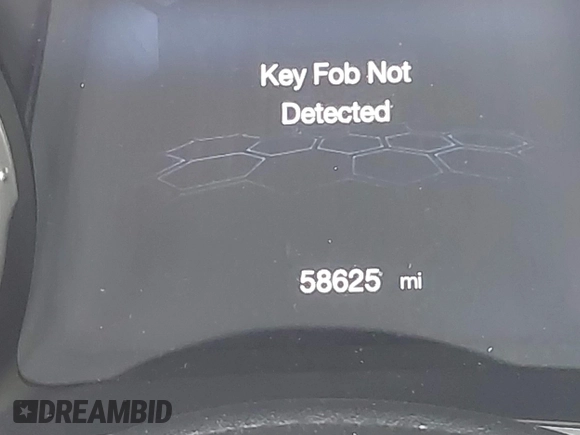 Key Fob Not
Detected
58625 mi
DREAMBID